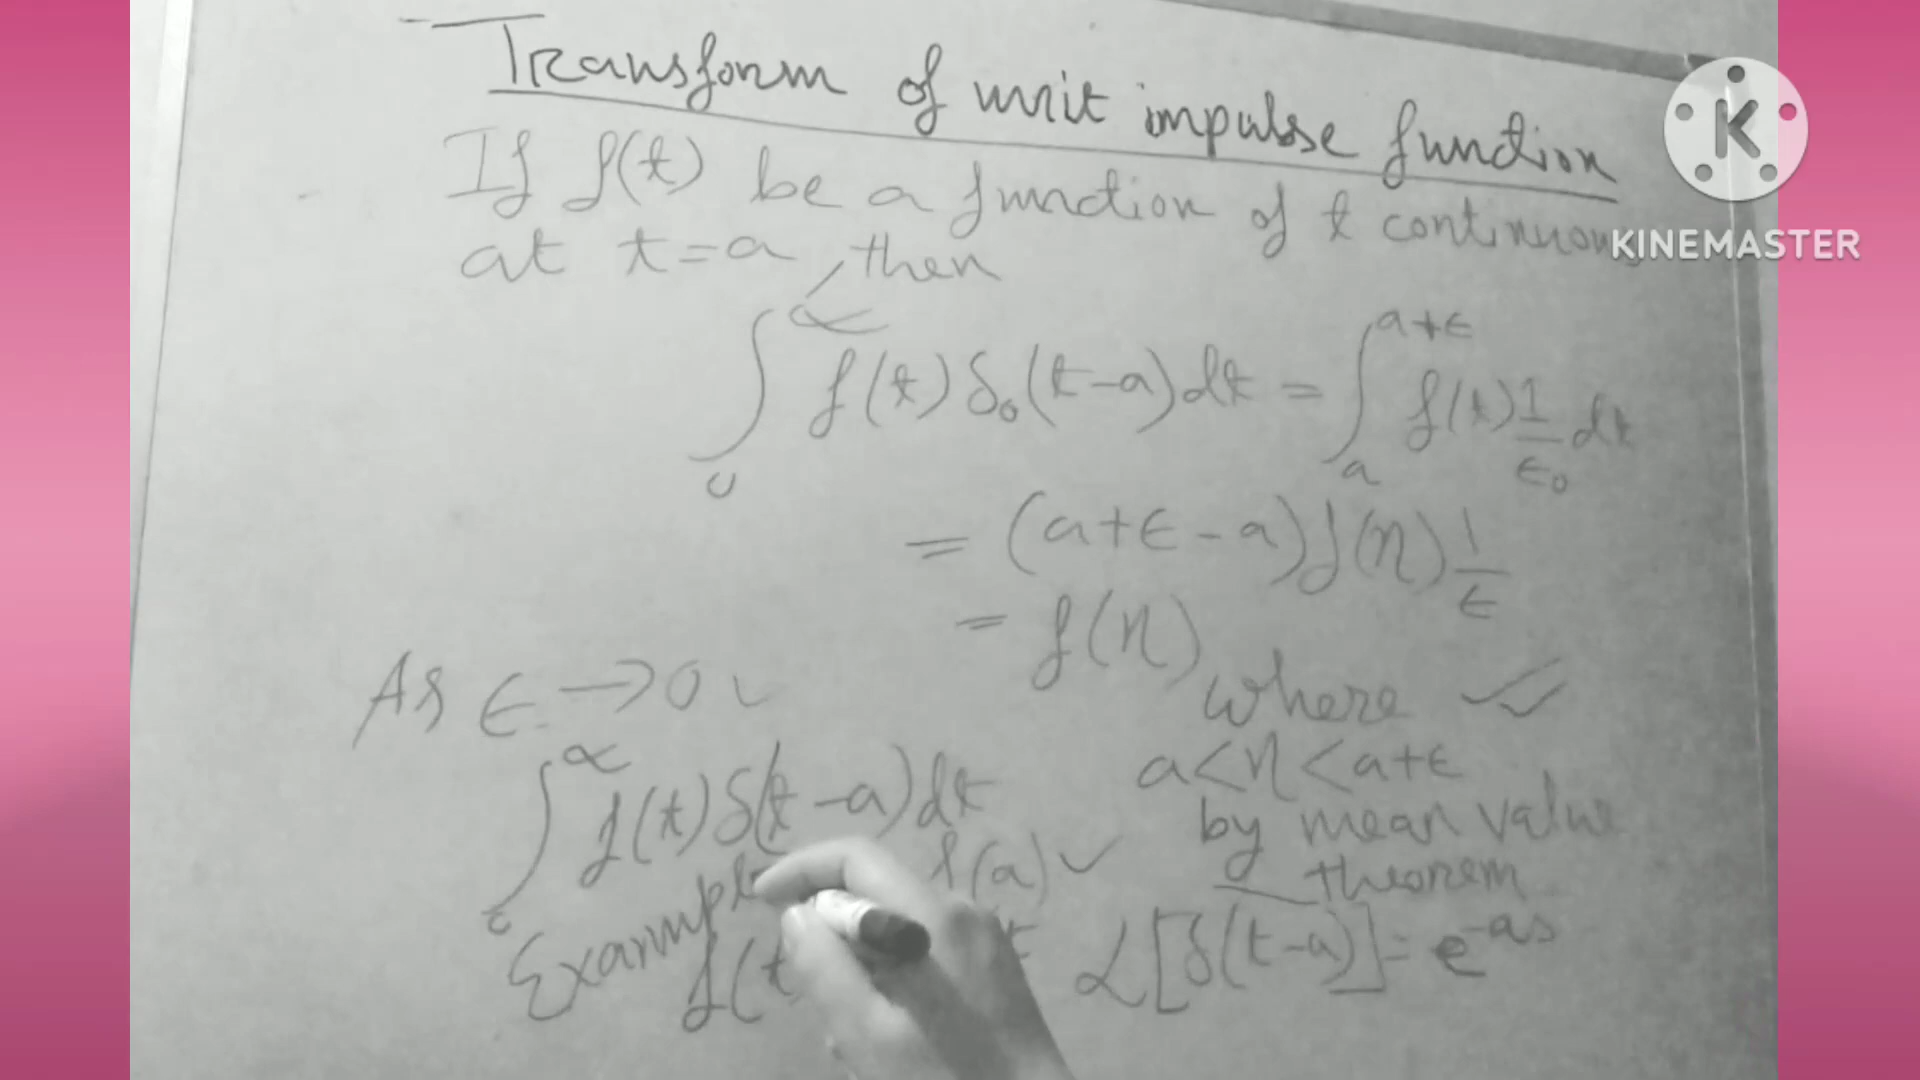 Transform of unit impulse function
If f(t) be a function of t continuous
at t=a, then
∫₀^∞ f(t) δ₀(t-a)dt = ∫ₐ^(a+ϵ) f(t) 1/ϵ₀ dt
= (a+ϵ-a) f(η) 1/ϵ
= f(η)
where
As ϵ → 0
a<η<a+ϵ
by mean value
theorem
∫₀^∞ f(t) δ(t-a)dt
f(a)
Example
f(t
L[δ(t-a)] = e^-as
K
KINEMASTER